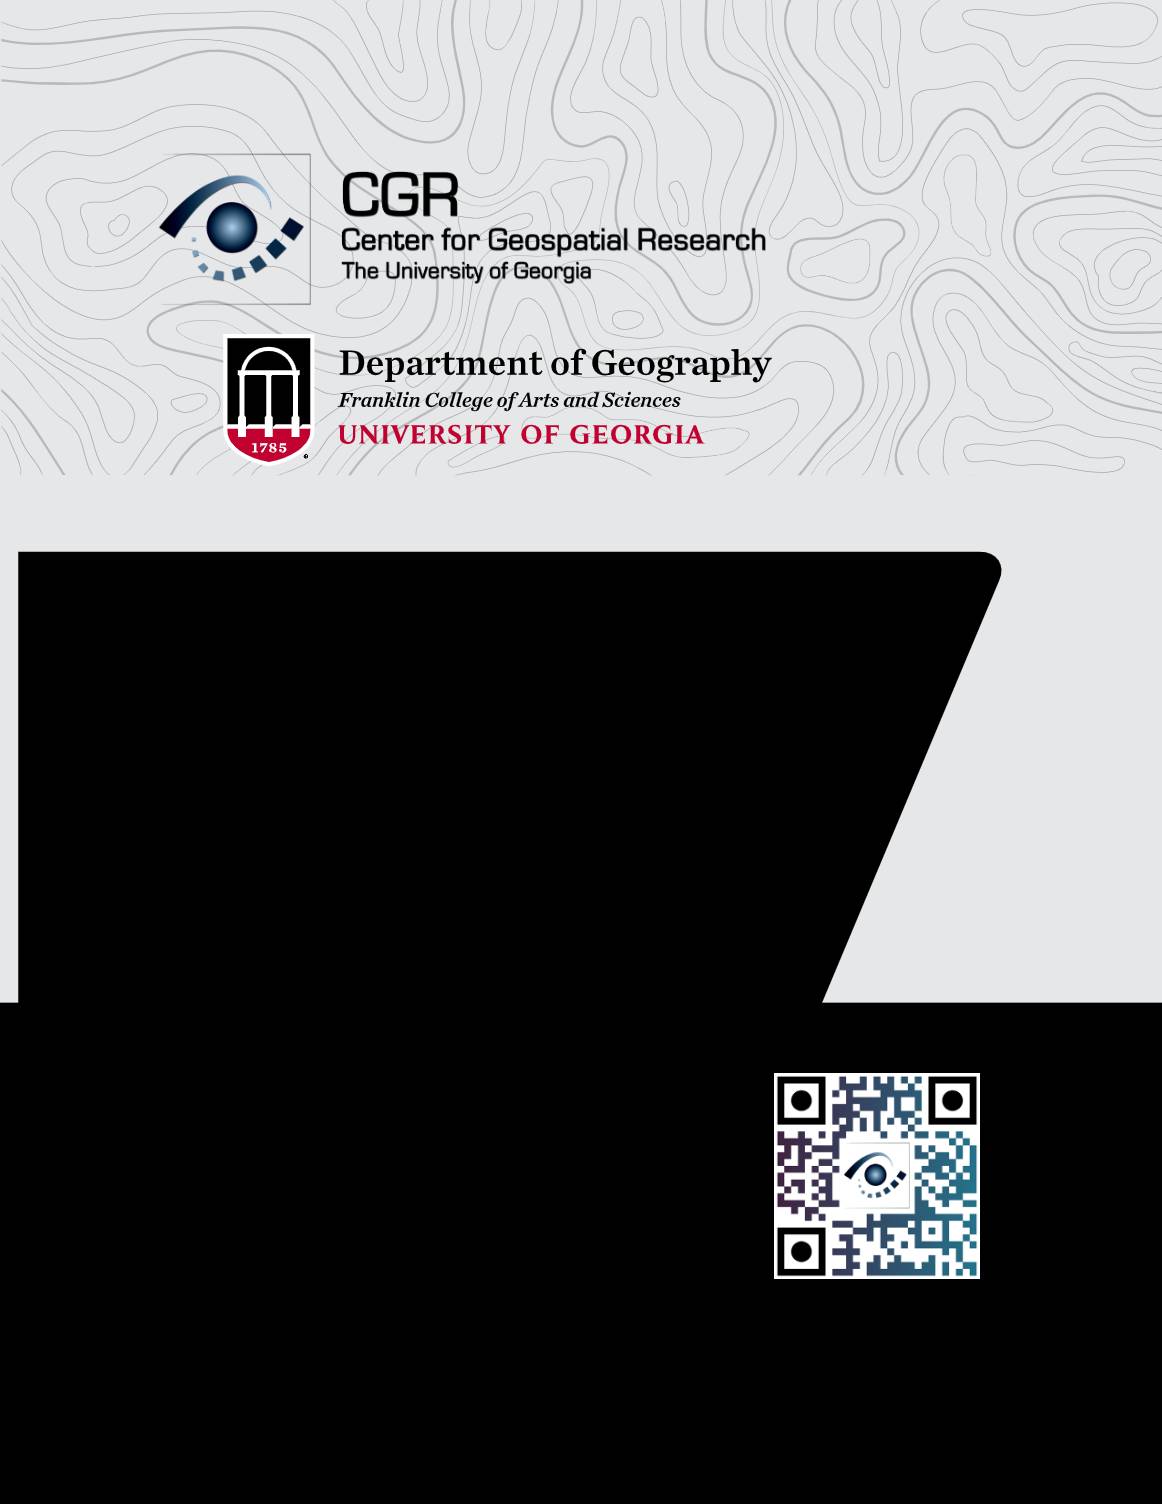 CGR
Center for Geospatial Research
The University of Georgia
Department of Geography
Franklin College of Arts and Sciences
UNIVERSITY OF GEORGIA
1785